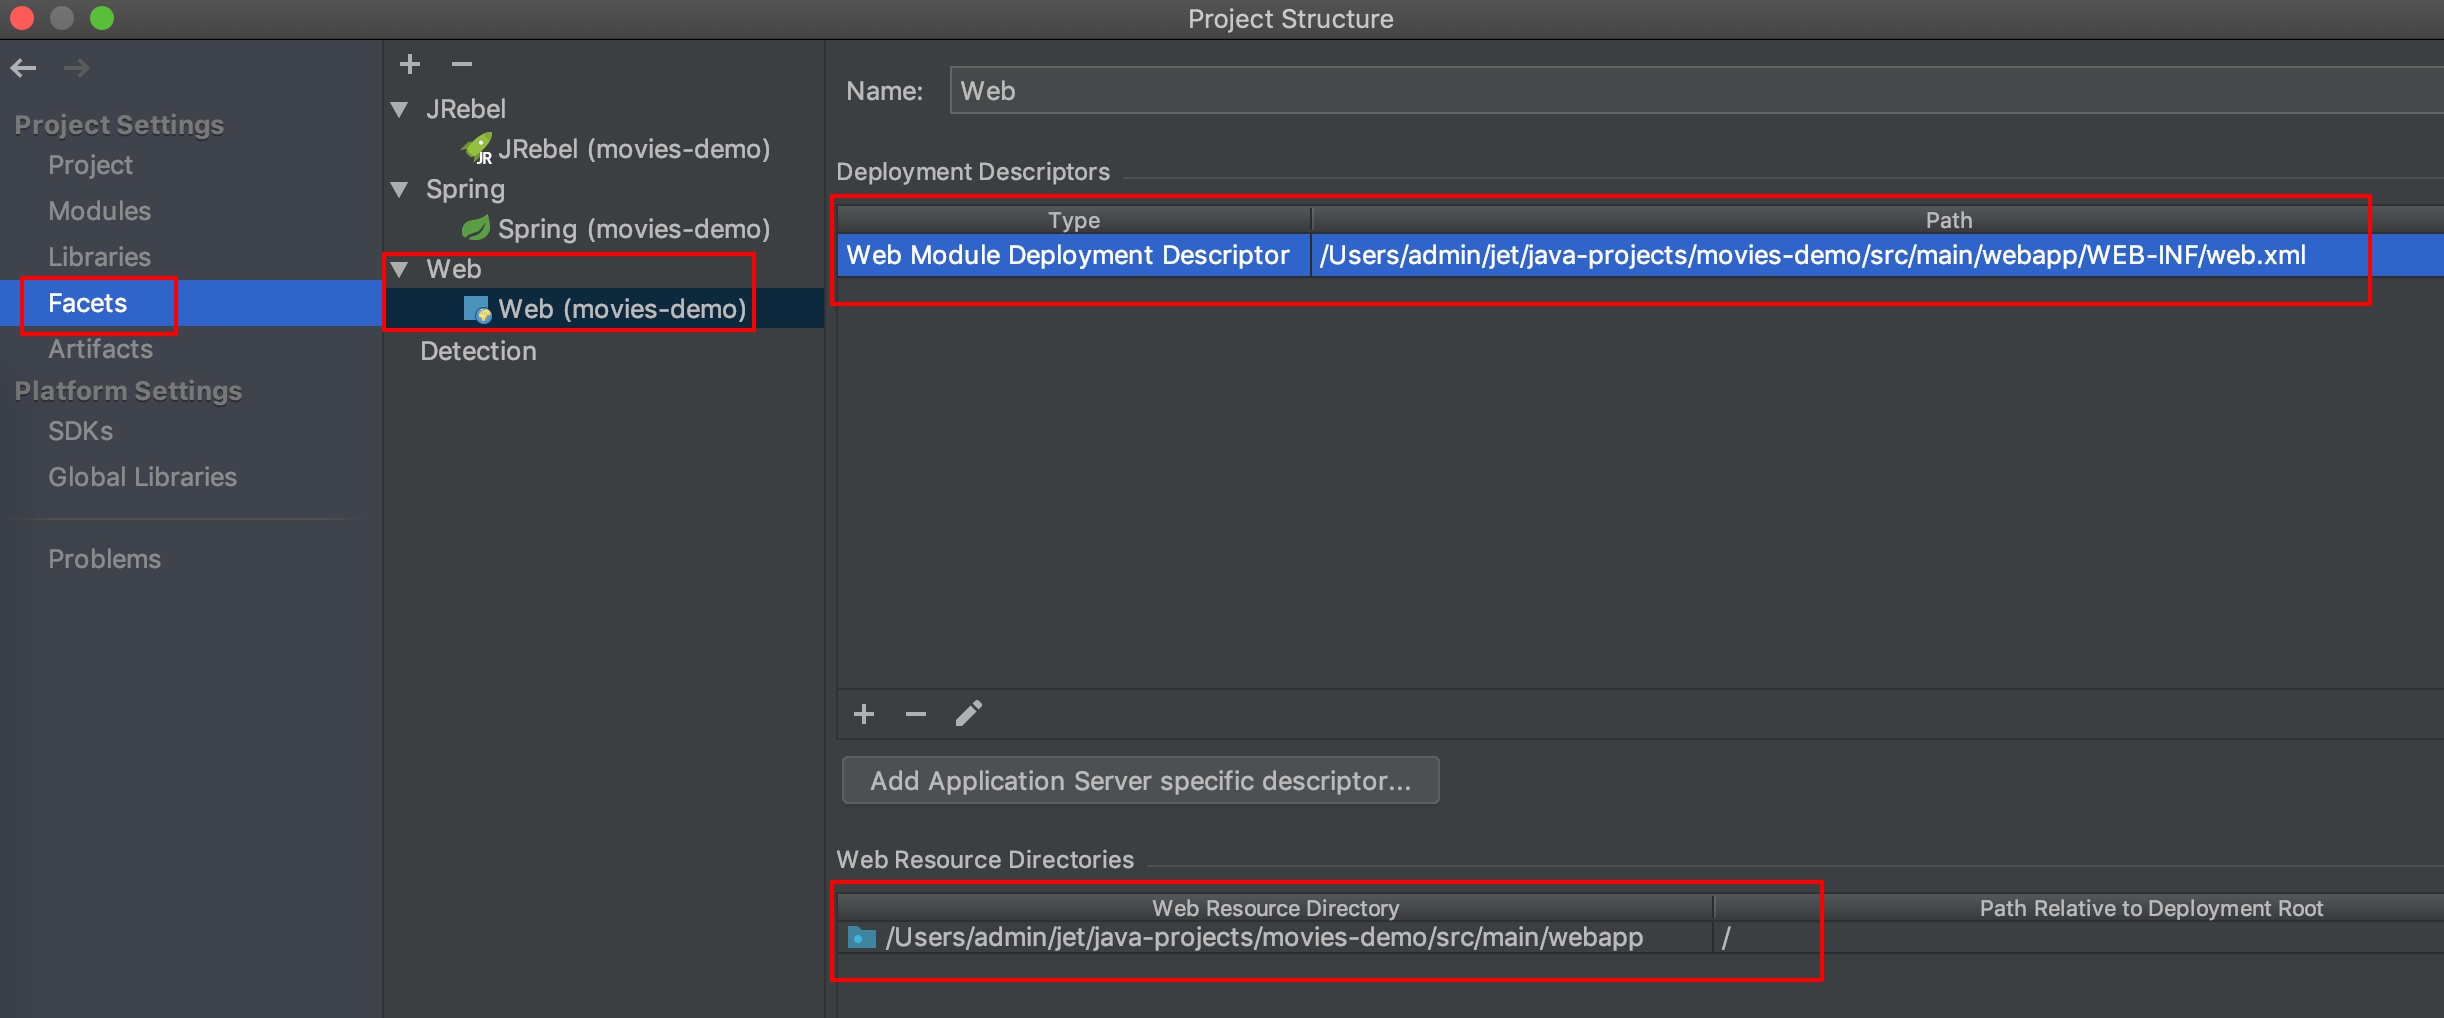 Project Structure
Project Settings
Project
Modules
Libraries
Facets
Artifacts
Platform Settings
SDKs
Global Libraries
Problems
JRebel
JR JRebel (movies-demo)
Spring
Spring (movies-demo)
Web
Web (movies-demo)
Detection
Name: Web
Deployment Descriptors
Type Path
Web Module Deployment Descriptor /Users/admin/jet/java-projects/movies-demo/src/main/webapp/WEB-INF/web.xml
Add Application Server specific descriptor...
Web Resource Directories
Web Resource Directory Path Relative to Deployment Root
/Users/admin/jet/java-projects/movies-demo/src/main/webapp /